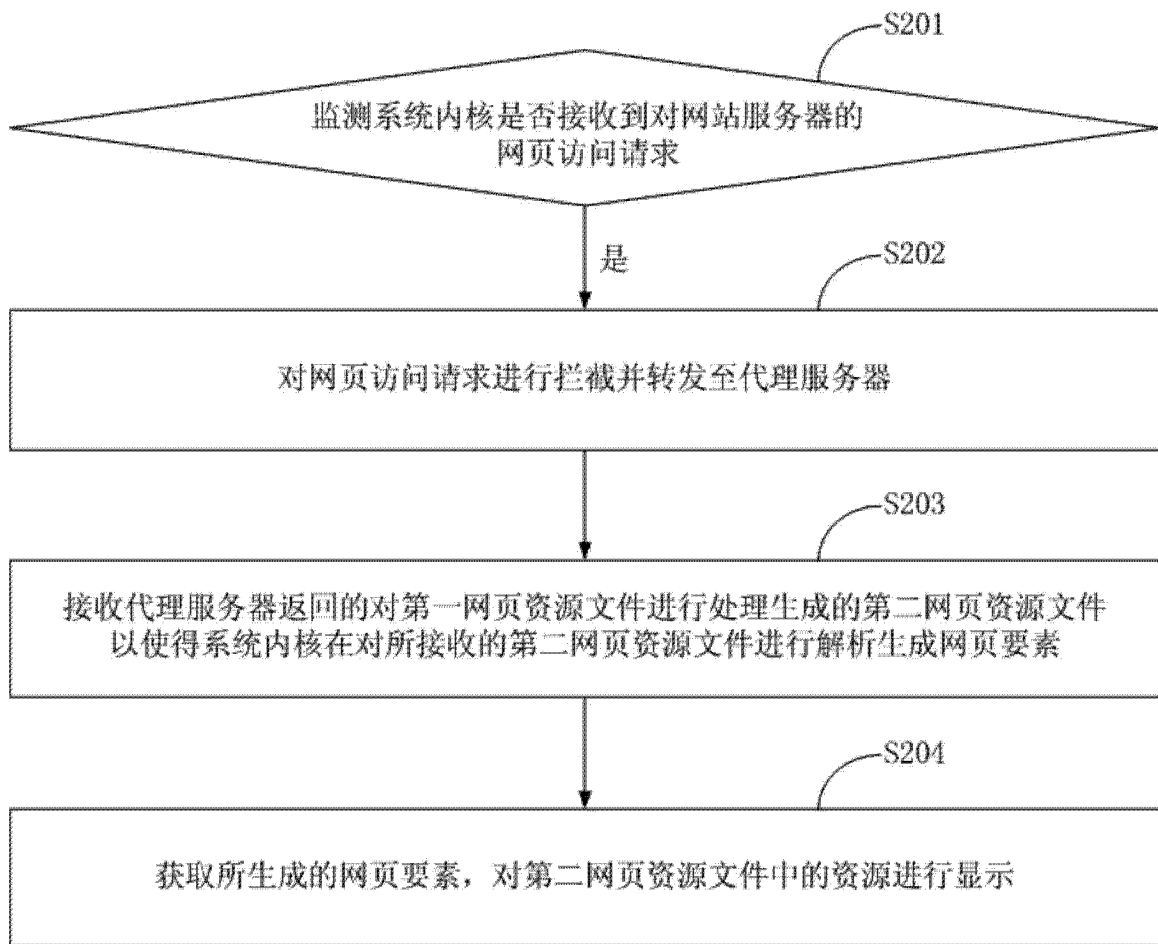 S201
监测系统内核是否接收到对网站服务器的
网页访问请求
是
S202
对网页访问请求进行拦截并转发至代理服务器
S203
接收代理服务器返回的对第一网页资源文件进行处理生成的第二网页资源文件
以使得系统内核在对所接收的第二网页资源文件进行解析生成网页要素
S204
获取所生成的网页要素，对第二网页资源文件中的资源进行显示